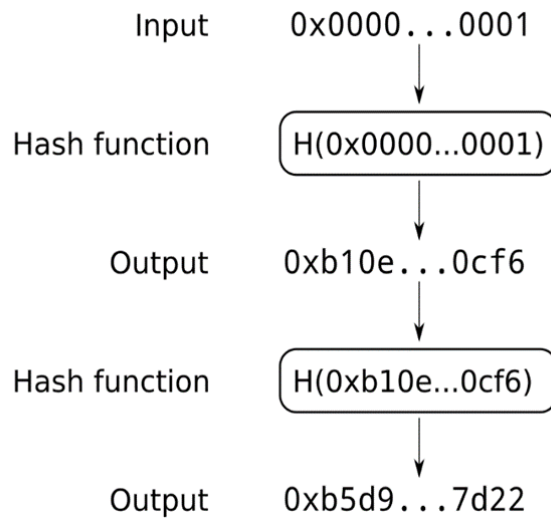 Input 0x0000...0001
Hash function H(0x0000...0001)
Output 0xb10e...0cf6
Hash function H(0xb10e...0cf6)
Output 0xb5d9...7d22